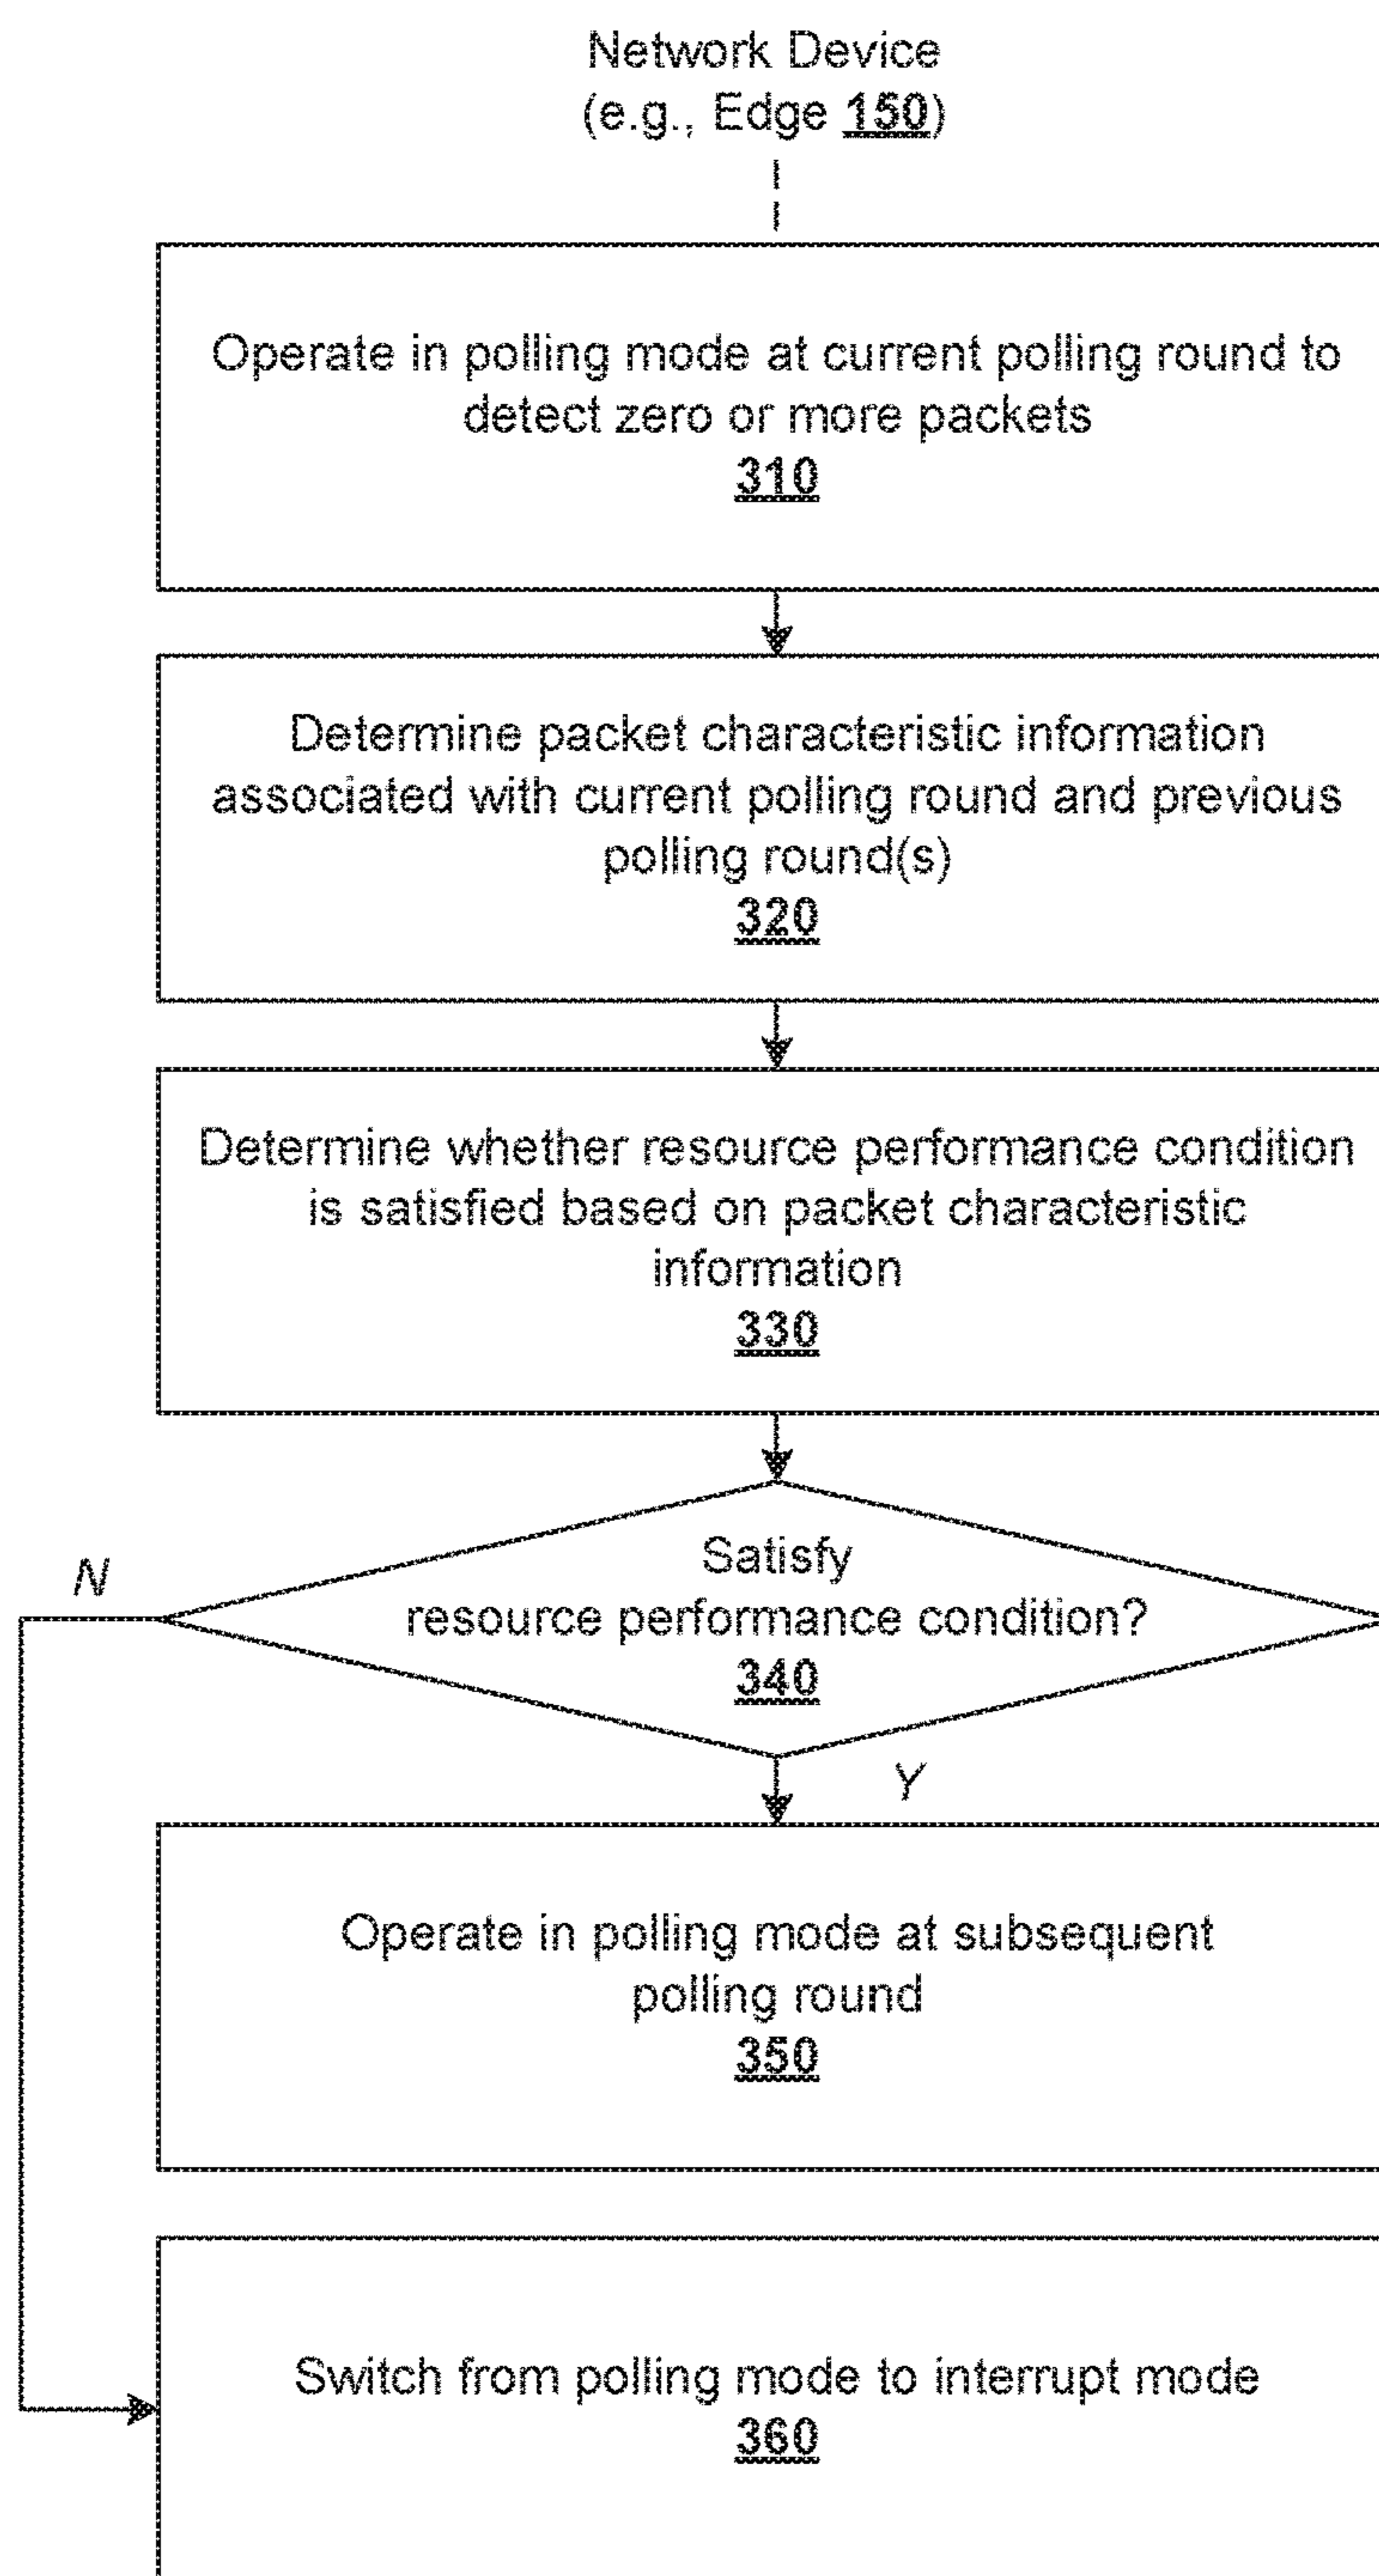 Network Device
(e.g., Edge 150)
Operate in polling mode at current polling round to
detect zero or more packets
310
Determine packet characteristic information
associated with current polling round and previous
polling round(s)
320
Determine whether resource performance condition
is satisfied based on packet characteristic
information
330
Satisfy
resource performance condition?
340
N
Y
Operate in polling mode at subsequent
polling round
350
Switch from polling mode to interrupt mode
360